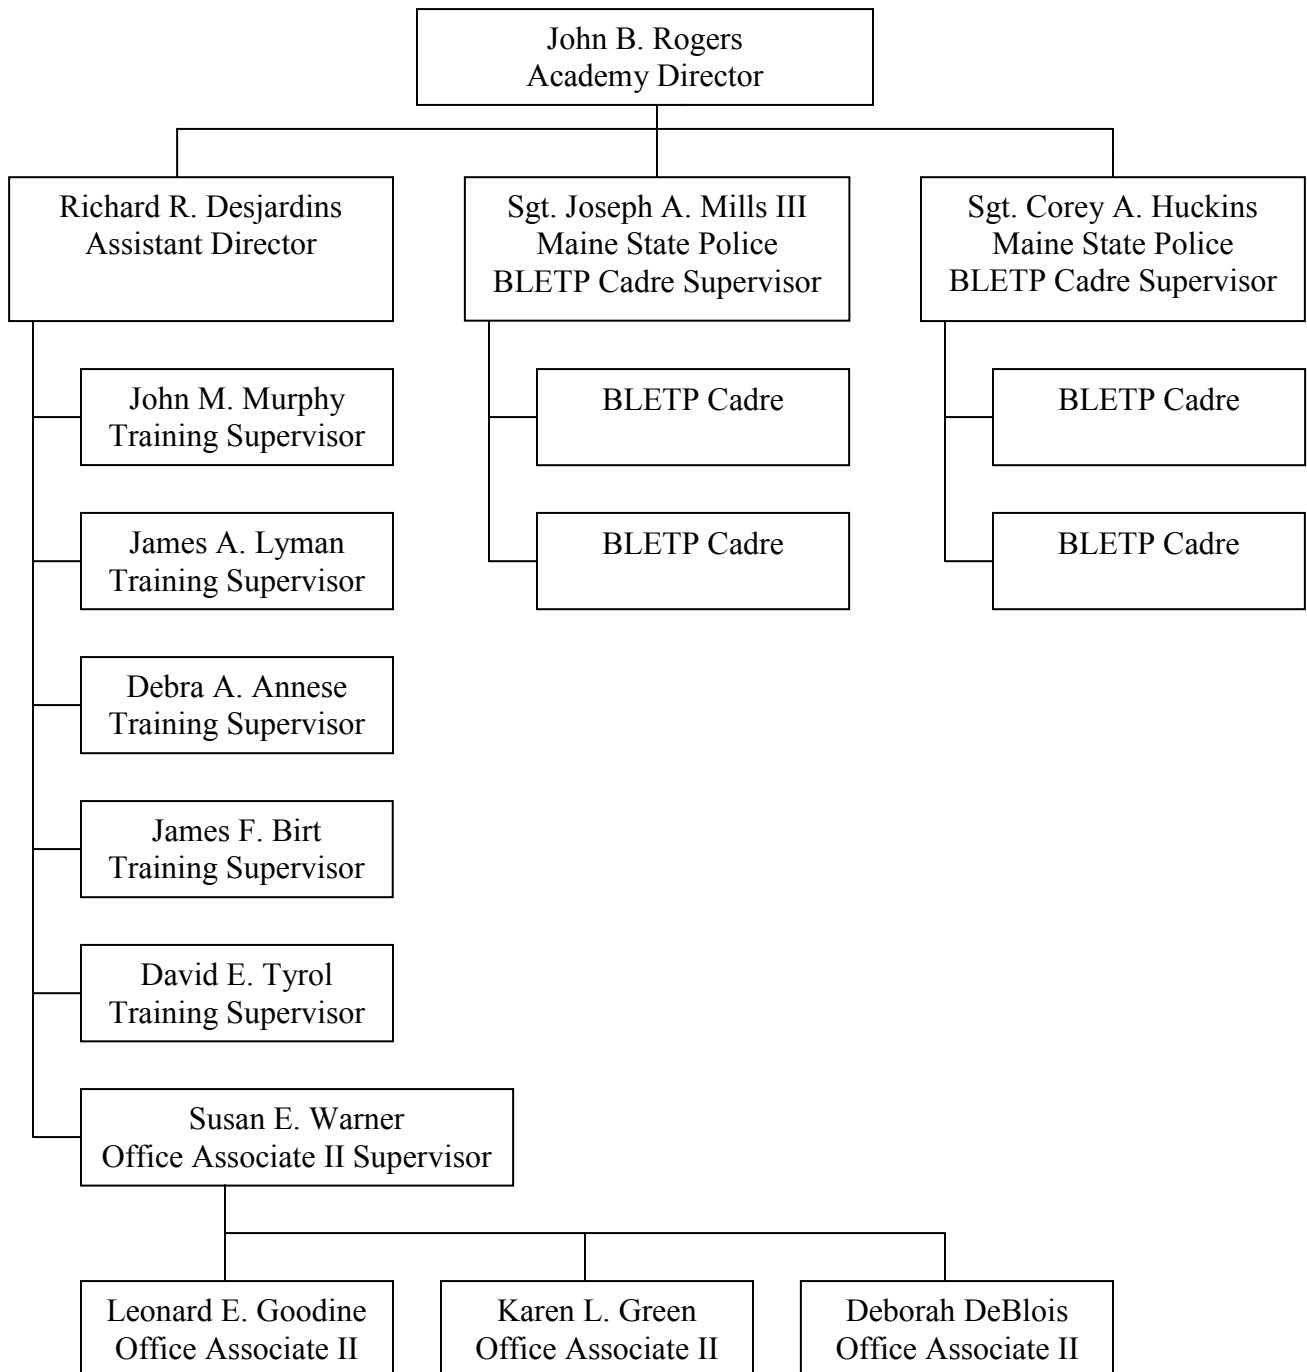 John B. Rogers
Academy Director
Richard R. Desjardins
Assistant Director
Sgt. Joseph A. Mills III
Maine State Police
BLETP Cadre Supervisor
Sgt. Corey A. Huckins
Maine State Police
BLETP Cadre Supervisor
John M. Murphy
Training Supervisor
BLETP Cadre
BLETP Cadre
James A. Lyman
Training Supervisor
BLETP Cadre
BLETP Cadre
Debra A. Annese
Training Supervisor
James F. Birt
Training Supervisor
David E. Tyrol
Training Supervisor
Susan E. Warner
Office Associate II Supervisor
Leonard E. Goodine
Office Associate II
Karen L. Green
Office Associate II
Deborah DeBlois
Office Associate II